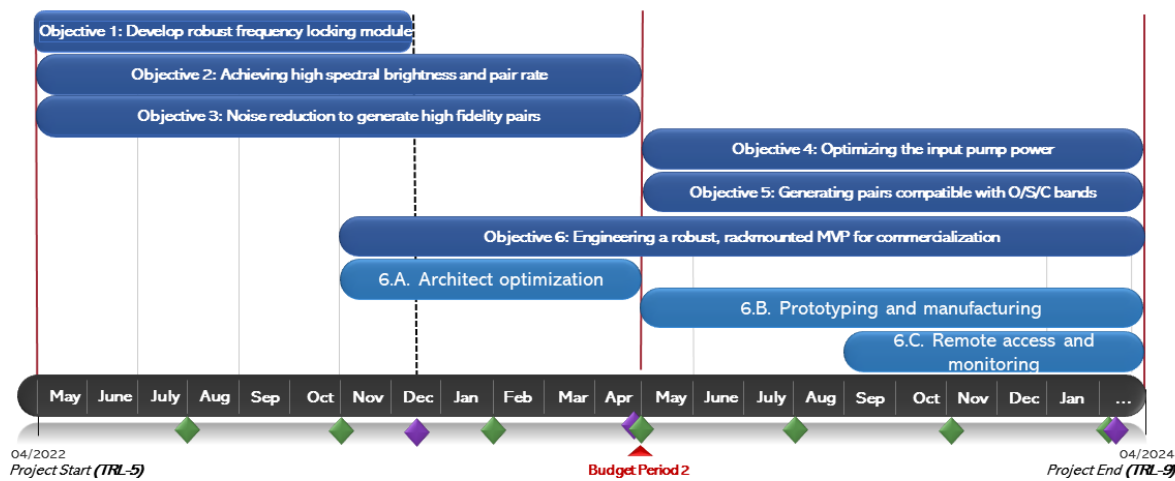 Objective 1: Develop robust frequency locking module
Objective 2: Achieving high spectral brightness and pair rate
Objective 3: Noise reduction to generate high fidelity pairs
Objective 4: Optimizing the input pump power
Objective 5: Generating pairs compatible with O/S/C bands
Objective 6: Engineering a robust, rackmounted MVP for commercialization
6.A. Architect optimization
6.B. Prototyping and manufacturing
6.C. Remote access and
monitoring
May June July Aug Sep Oct Nov Dec Jan Feb Mar Apr May June July Aug Sep Oct Nov Dec Jan ...
04/2022 04/2024
Project Start (TRL-5) Budget Period 2 Project End (TRL-9)